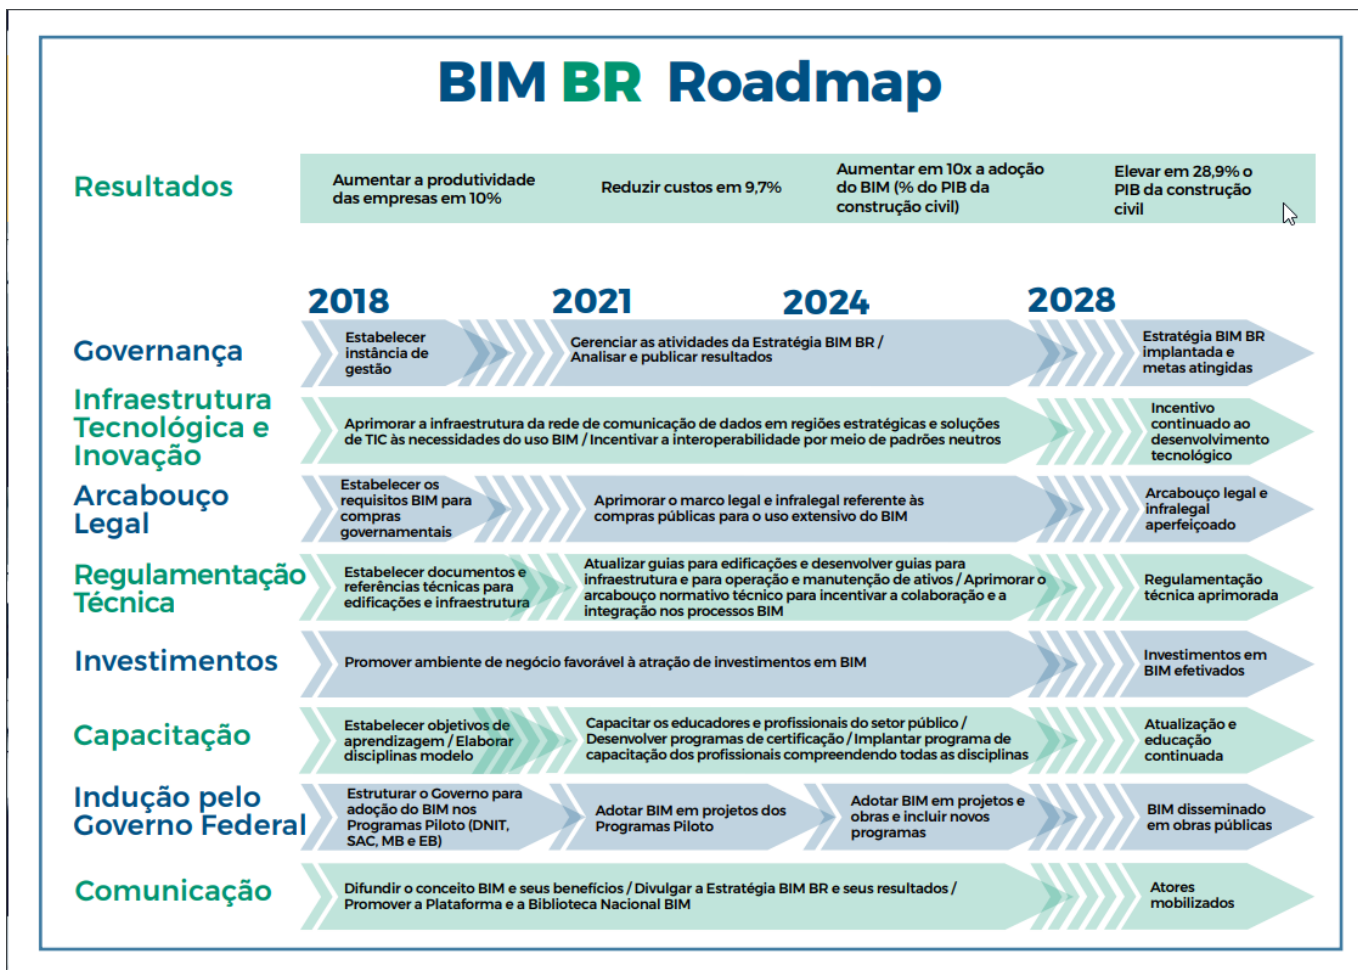 BIM BR Roadmap
Resultados
Aumentar a produtividade
das empresas em 10%
Reduzir custos em 9,7%
Aumentar em 10x a adoção
do BIM (% do PIB da
construção civil)
Elevar em 28,9% o
PIB da construção
civil
2018
2021
2024
2028
Governança
Estabelecer
instância de
gestão
Gerenciar as atividades da Estratégia BIM BR /
Analisar e publicar resultados
Estratégia BIM BR
implantada e
metas atingidas
Infraestrutura
Tecnológica e
Inovação
Aprimorar a infraestrutura da rede de comunicação de dados em regiões estratégicas e soluções
de TIC às necessidades do uso BIM / Incentivar a interoperabilidade por meio de padrões neutros
Incentivo
continuado ao
desenvolvimento
tecnológico
Arcabouço
Legal
Estabelecer os
requisitos BIM para
compras
governamentais
Aprimorar o marco legal e infralegal referente às
compras públicas para o uso extensivo do BIM
Arcabouço legal e
infralegal
aperfeiçoado
Regulamentação
Técnica
Estabelecer documentos e
referências técnicas para
edificações e infraestrutura
Atualizar guias para edificações e desenvolver guias para
infraestrutura e para operação e manutenção de ativos / Aprimorar o
arcabouço normativo técnico para incentivar a colaboração e a
integração nos processos BIM
Regulamentação
técnica aprimorada
Investimentos
Promover ambiente de negócio favorável à atração de investimentos em BIM
Investimentos em
BIM efetivados
Capacitação
Estabelecer objetivos de
aprendizagem / Elaborar
disciplinas modelo
Capacitar os educadores e profissionais do setor público /
Desenvolver programas de certificação / Implantar programa de
capacitação dos profissionais compreendendo todas as disciplinas
Atualização e
educação
continuada
Indução pelo
Governo Federal
Estruturar o Governo para
adoção do BIM nos
Programas Piloto (DNIT,
SAC, MB e EB)
Adotar BIM em projetos dos
Programas Piloto
Adotar BIM em projetos e
obras e incluir novos
programas
BIM disseminado
em obras públicas
Comunicação
Difundir o conceito BIM e seus benefícios / Divulgar a Estratégia BIM BR e seus resultados /
Promover a Plataforma e a Biblioteca Nacional BIM
Atores
mobilizados